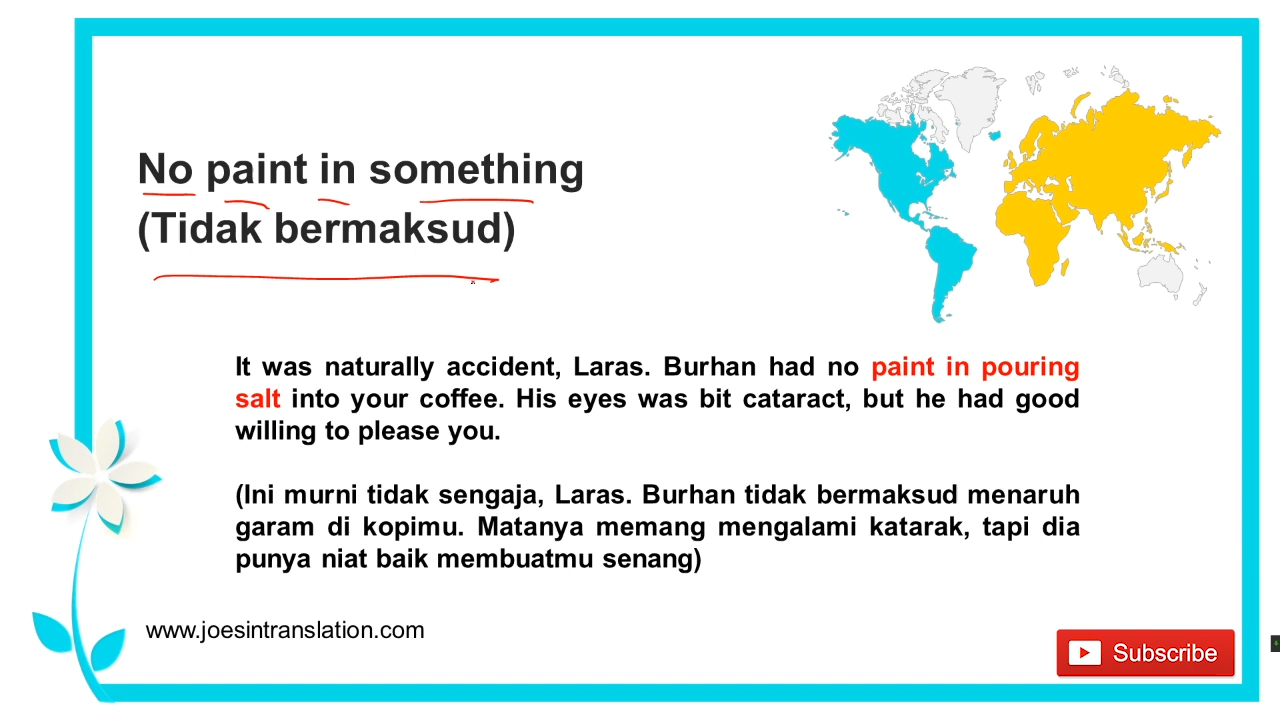 No paint in something
(Tidak bermaksud)
It was naturally accident, Laras. Burhan had no paint in pouring
salt into your coffee. His eyes was bit cataract, but he had good
willing to please you.
(Ini murni tidak sengaja, Laras. Burhan tidak bermaksud menaruh
garam di kopimu. Matanya memang mengalami katarak, tapi dia
punya niat baik membuatmu senang)
www.joesintranslation.com
Subscribe